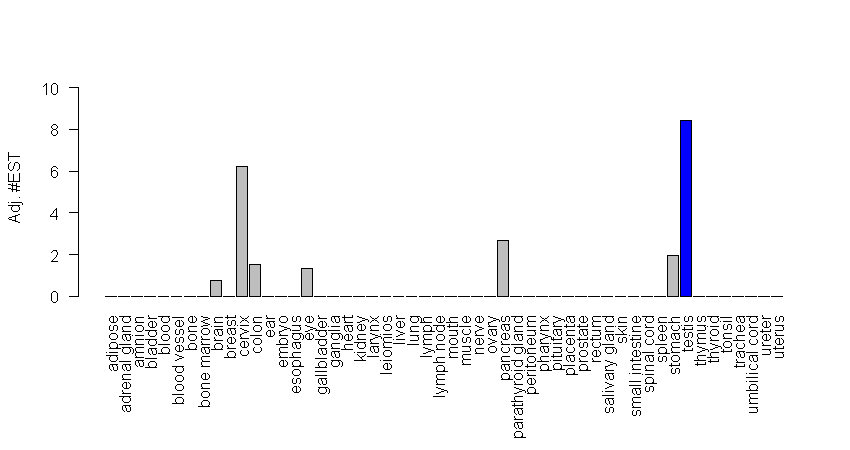 10
8
6
4
2
0
Adj. #EST
adipose
adrenal gland
amnion
bladder
blood
blood vessel
bone
bone marrow
brain
breast
cervix
colon
ear
embryo
esophagus
eye
gallbladder
ganglia
heart
kidney
larynx
leiomios
liver
lung
lymph
lymph node
mouth
muscle
nerve
ovary
pancreas
parathyroid gland
peritoneum
pharynx
pituitary
placenta
prostate
rectum
salivary gland
skin
small intestine
spinal cord
spleen
stomach
testis
thymus
thyroid
tonsil
trachea
umbilical cord
ureter
uterus